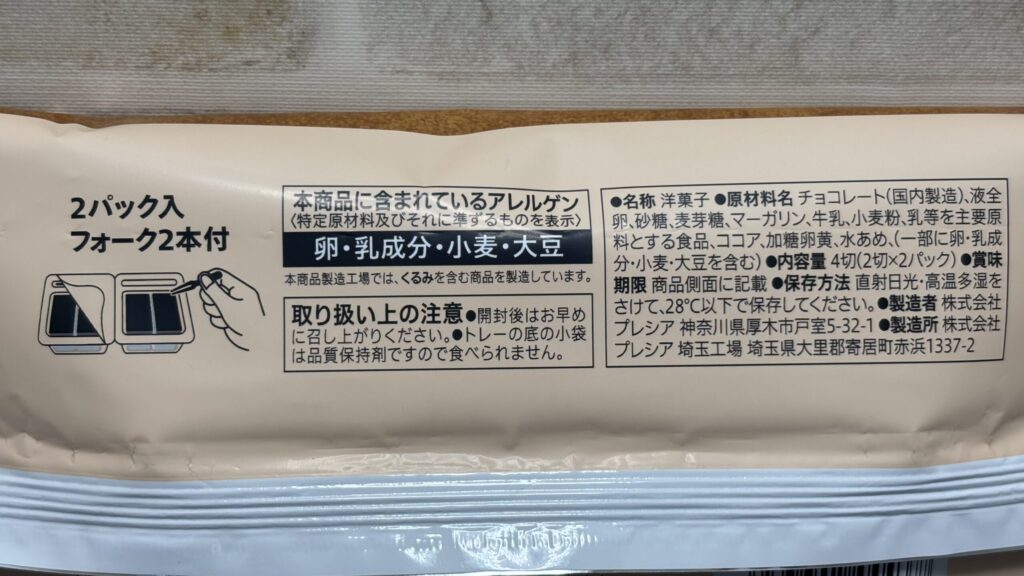 2パック入
フォーク2本付
本商品に含まれているアレルゲン
〈特定原材料及びそれに準ずるものを表示〉
卵・乳成分・小麦・大豆
本商品製造工場では、くるみを含む商品を製造しています。
取り扱い上の注意●開封後はお早め
に召し上がりください。●トレーの底の小袋
は品質保持剤ですので食べられません。
●名称 洋菓子 ●原材料名 チョコレート(国内製造)、液全
卵、砂糖、麦芽糖、マーガリン、牛乳、小麦粉、乳等を主要原
料とする食品、ココア、加糖卵黄、水あめ、(一部に卵・乳成
分・小麦・大豆を含む) ●内容量 4切(2切×2パック) ●賞味
期限 商品側面に記載 ●保存方法 直射日光・高温多湿を
さけて、28℃以下で保存してください。●製造者 株式会社
プレシア 神奈川県厚木市戸室5-32-1 ●製造所 株式会社
プレシア 埼玉工場 埼玉県大里郡寄居町赤浜1337-2